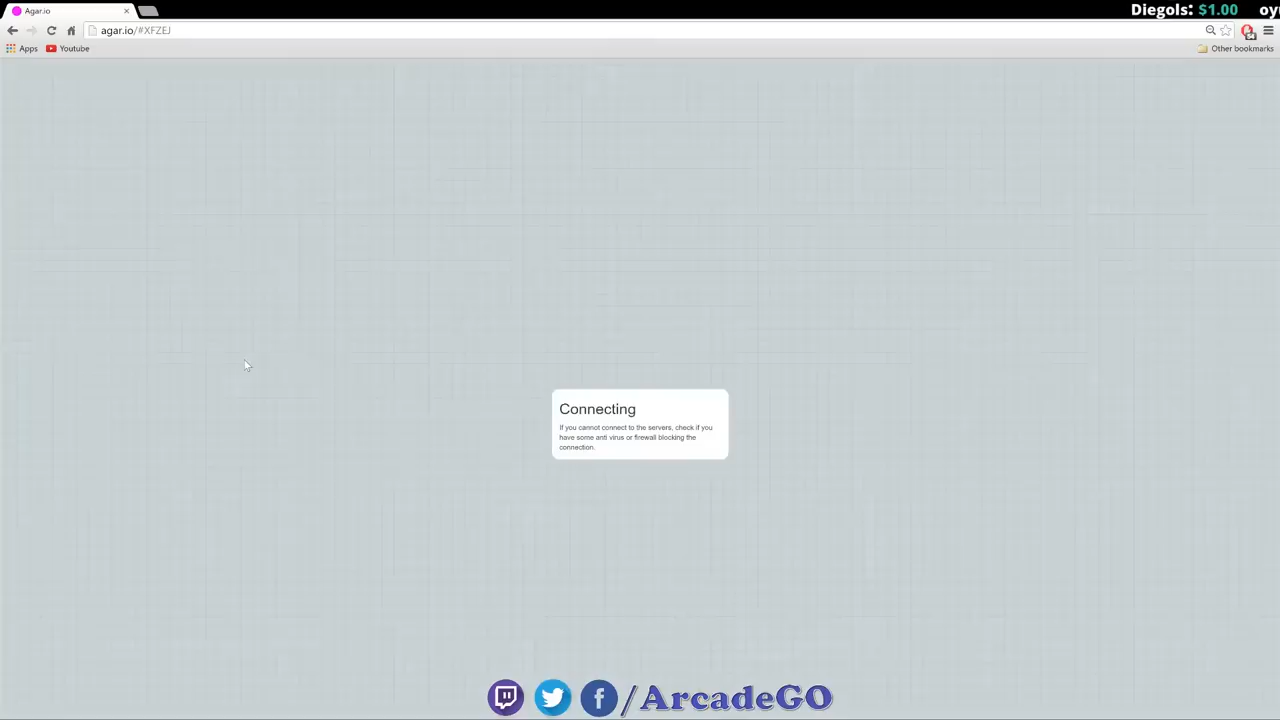 Agar.io
Diegols: $1.00
agar.io/#XFZEJ
Apps
Youtube
Other bookmarks
Connecting
If you cannot connect to the servers, check if you
have some anti virus or firewall blocking the
connection.
/ArcadeGO